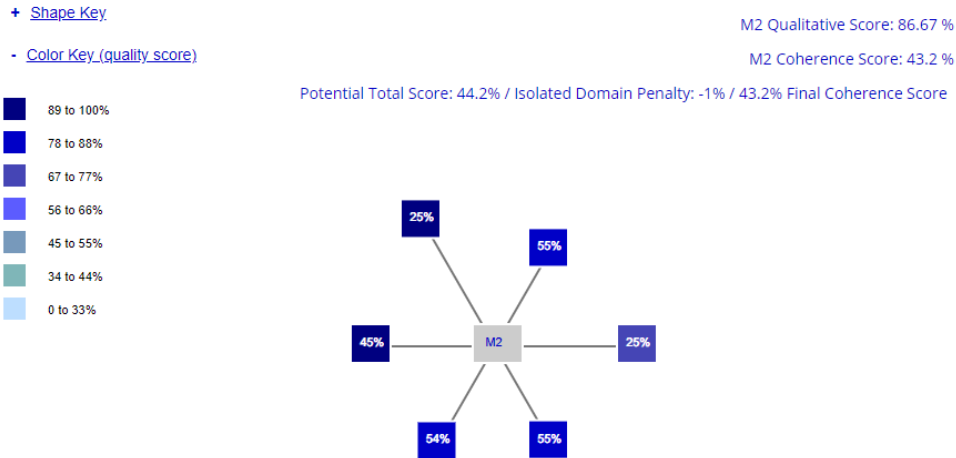 + Shape Key
M2 Qualitative Score: 86.67 %
- Color Key (quality score)
M2 Coherence Score: 43.2 %
Potential Total Score: 44.2% / Isolated Domain Penalty: -1% / 43.2% Final Coherence Score
89 to 100%
78 to 88%
67 to 77%
56 to 66%
45 to 55%
34 to 44%
0 to 33%
25%
55%
45%
M2
25%
54%
55%